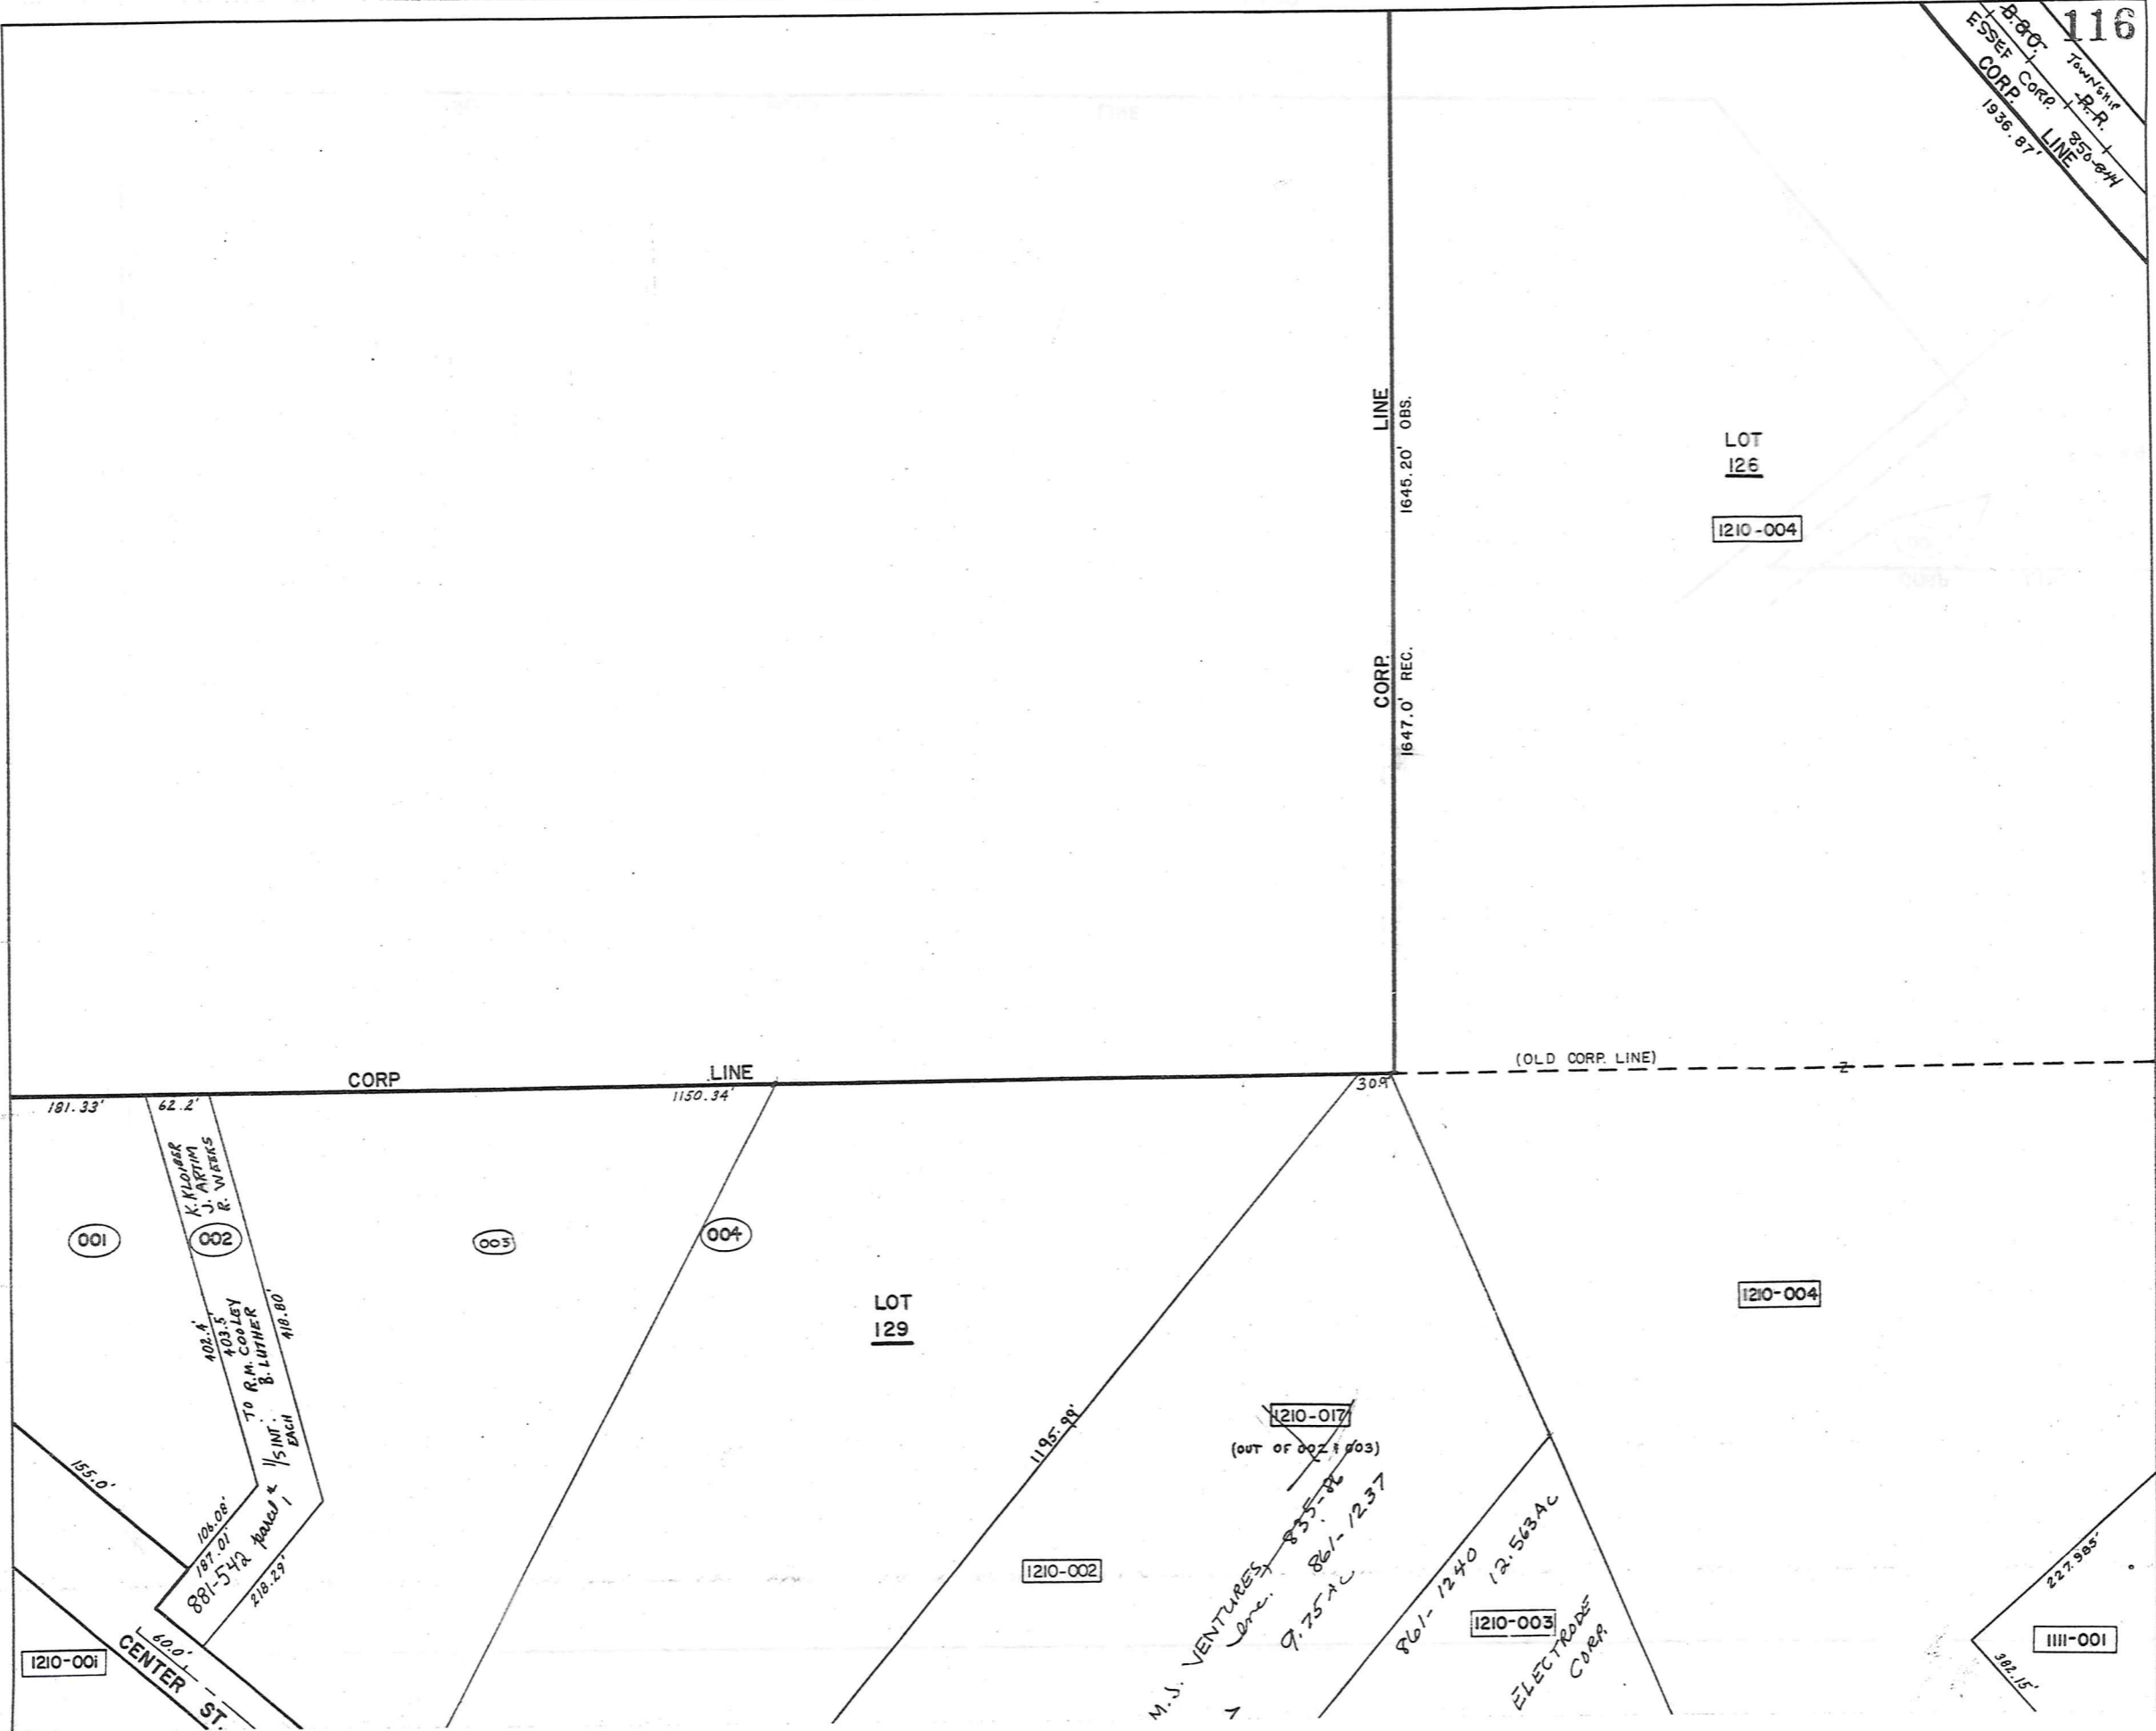 116
B.&O. R.R.
TOWNSHIP
ESSEF CORP. 850-844
CORP. LINE
1936.87'
CORP. LINE
1647.0' REC. 1645.20' OBS.
LOT
126
1210-004
(OLD CORP. LINE)
CORP LINE
181.33'
62.2'
1150.34'
309'
K. KLOIBER
J. ARTIM
R. WEEKS
001
002
003
004
LOT
129
1210-004
402.4'
403.5'
TO R.M. COOLEY
B. LUTHER
1/5 INT.
EACH
418.80'
155.0'
106.08'
187.01'
881-542 parcel # 1
218.29'
60.0'
CENTER ST.
1210-001
1195.99'
1210-002
1210-017
(OUT OF 002 & 003)
M.J. VENTURES, 835-86
Inc. 861-1237
9.75 AC
861-1240
12.563 AC
1210-003
ELECTRODE
CORP.
227.985'
1111-001
382.15'